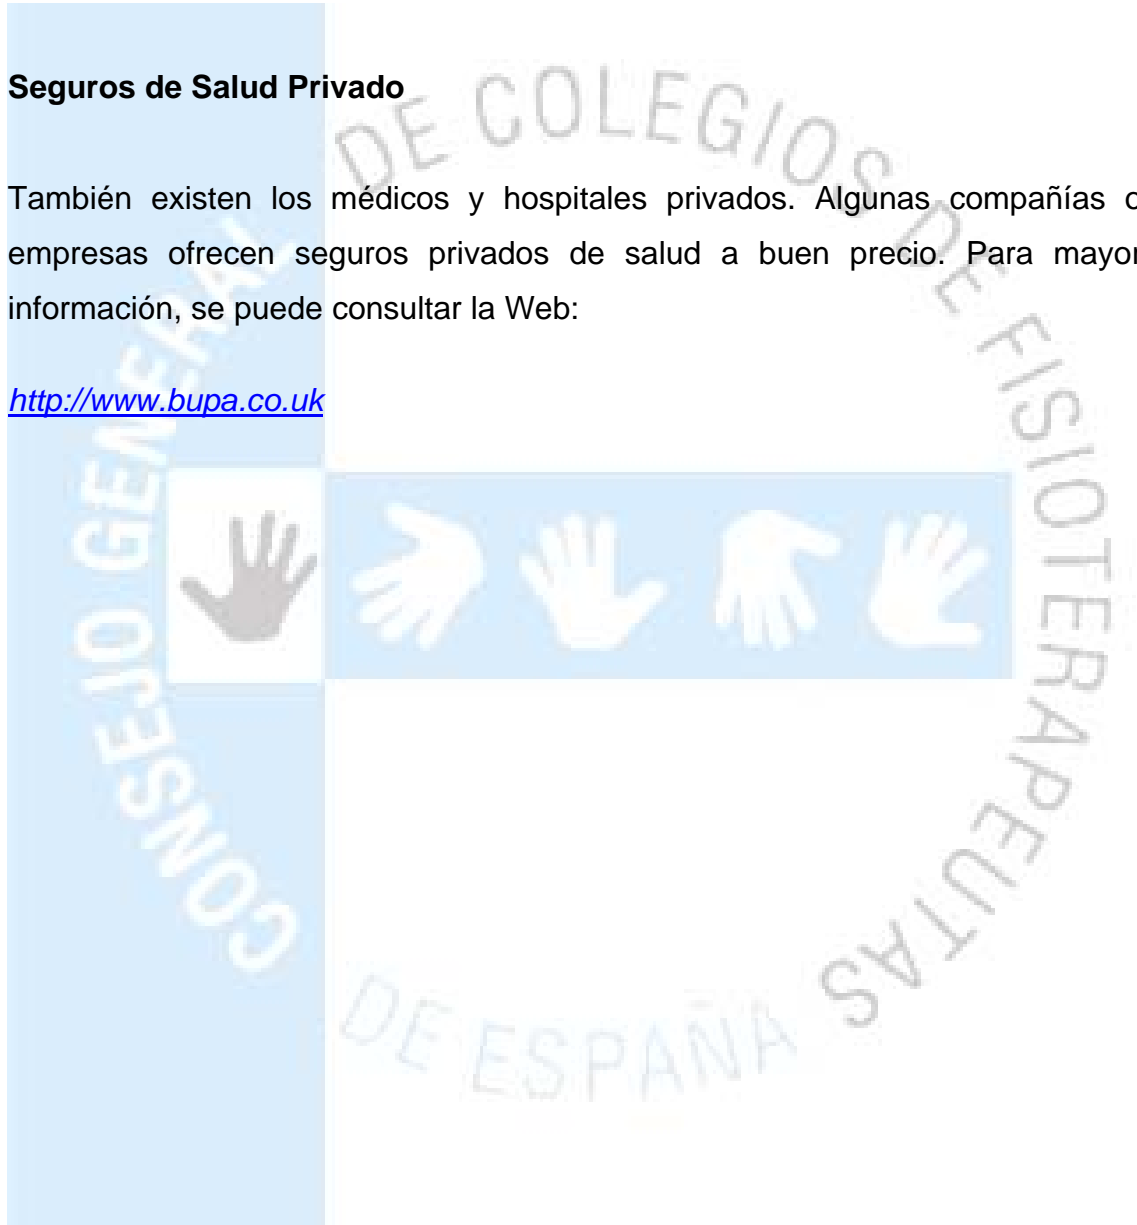 Seguros de Salud Privado
También existen los médicos y hospitales privados. Algunas compañías o
empresas ofrecen seguros privados de salud a buen precio. Para mayor
información, se puede consultar la Web:
http://www.bupa.co.uk
CONSEJO GENERAL DE COLEGIOS DE FISIOTERAPEUTAS
DE ESPAÑA